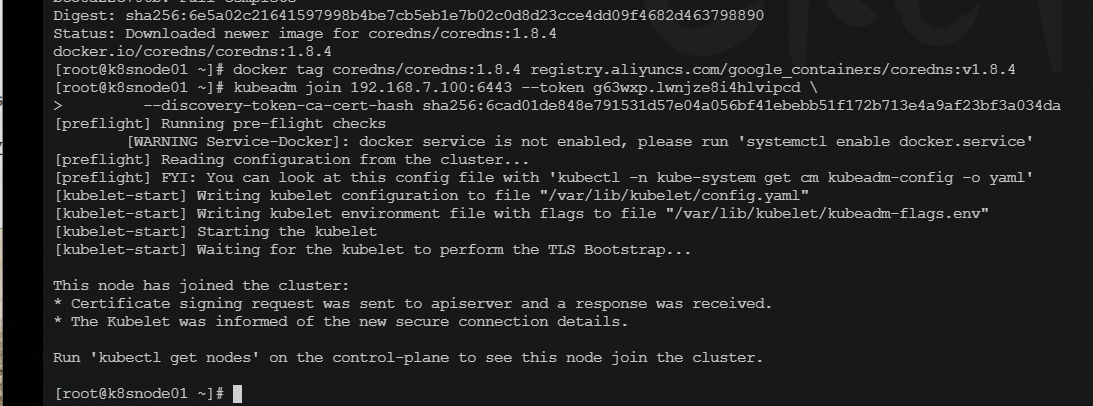 Digest: sha256:6e5a02c21641597998b4be7cb5eb1e7b02c0d8d23cce4dd09f4682d463798890
Status: Downloaded newer image for coredns/coredns:1.8.4
docker.io/coredns/coredns:1.8.4
[root@k8snode01 ~]# docker tag coredns/coredns:1.8.4 registry.aliyuncs.com/google_containers/coredns:v1.8.4
[root@k8snode01 ~]# kubeadm join 192.168.7.100:6443 --token g63wxp.lwnjze8i4hlvipcd \
>         --discovery-token-ca-cert-hash sha256:6cad01de848e791531d57e04a056bf41ebebb51f172b713e4a9af23bf3a034da
[preflight] Running pre-flight checks
        [WARNING Service-Docker]: docker service is not enabled, please run 'systemctl enable docker.service'
[preflight] Reading configuration from the cluster...
[preflight] FYI: You can look at this config file with 'kubectl -n kube-system get cm kubeadm-config -o yaml'
[kubelet-start] Writing kubelet configuration to file "/var/lib/kubelet/config.yaml"
[kubelet-start] Writing kubelet environment file with flags to file "/var/lib/kubelet/kubeadm-flags.env"
[kubelet-start] Starting the kubelet
[kubelet-start] Waiting for the kubelet to perform the TLS Bootstrap...
This node has joined the cluster:
* Certificate signing request was sent to apiserver and a response was received.
* The Kubelet was informed of the new secure connection details.
Run 'kubectl get nodes' on the control-plane to see this node join the cluster.
[root@k8snode01 ~]#